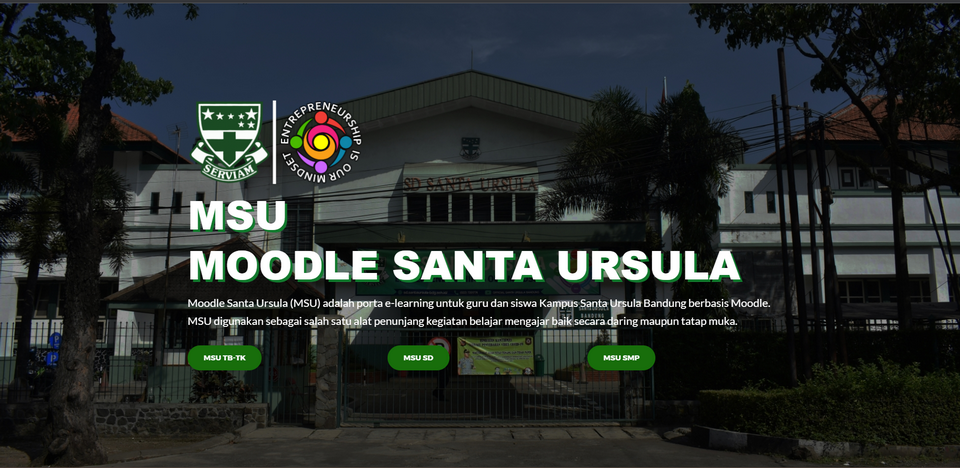 SERVIAM
ENTREPRENEURSHIP IS OUR MINDSET
SD SANTA URSULA
MSU
MOODLE SANTA URSULA
Moodle Santa Ursula (MSU) adalah porta e-learning untuk guru dan siswa Kampus Santa Ursula Bandung berbasis Moodle.
MSU digunakan sebagai salah satu alat penunjang kegiatan belajar mengajar baik secara daring maupun tatap muka.
BANDUNG
MSU TB-TK
MSU SD
MSU SMP